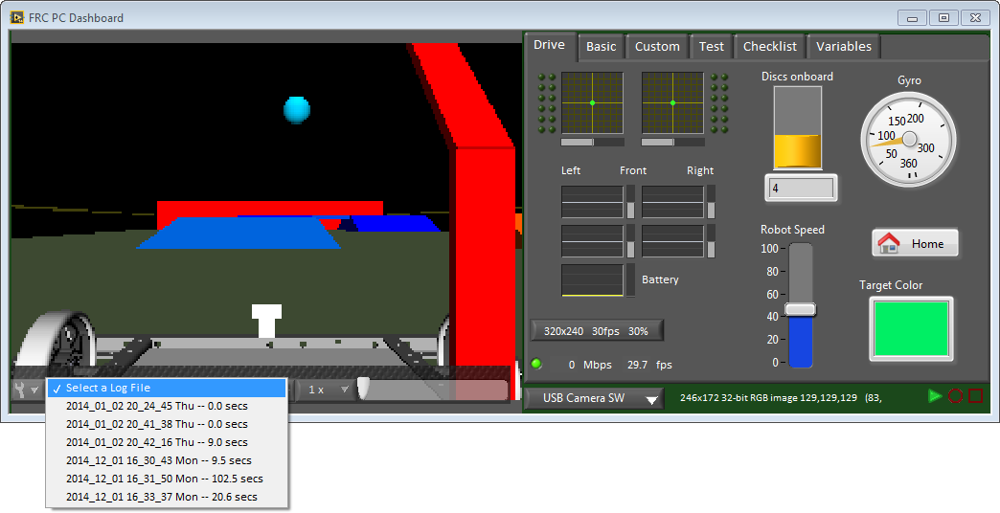 FRC PC Dashboard
Drive Basic Custom Test Checklist Variables
Discs onboard
4
Gyro
50 100 150 200 300 360
Left Front Right
Battery
Robot Speed
100
80
60
40
20
0
Home
Target Color
320x240 30fps 30%
0 Mbps 29.7 fps
USB Camera SW
246x172 32-bit RGB image 129,129,129 (83,
1 x
✓ Select a Log File
2014_01_02 20_24_45 Thu -- 0.0 secs
2014_01_02 20_41_38 Thu -- 0.0 secs
2014_01_02 20_42_16 Thu -- 9.0 secs
2014_12_01 16_30_43 Mon -- 9.5 secs
2014_12_01 16_31_50 Mon -- 102.5 secs
2014_12_01 16_33_37 Mon -- 20.6 secs